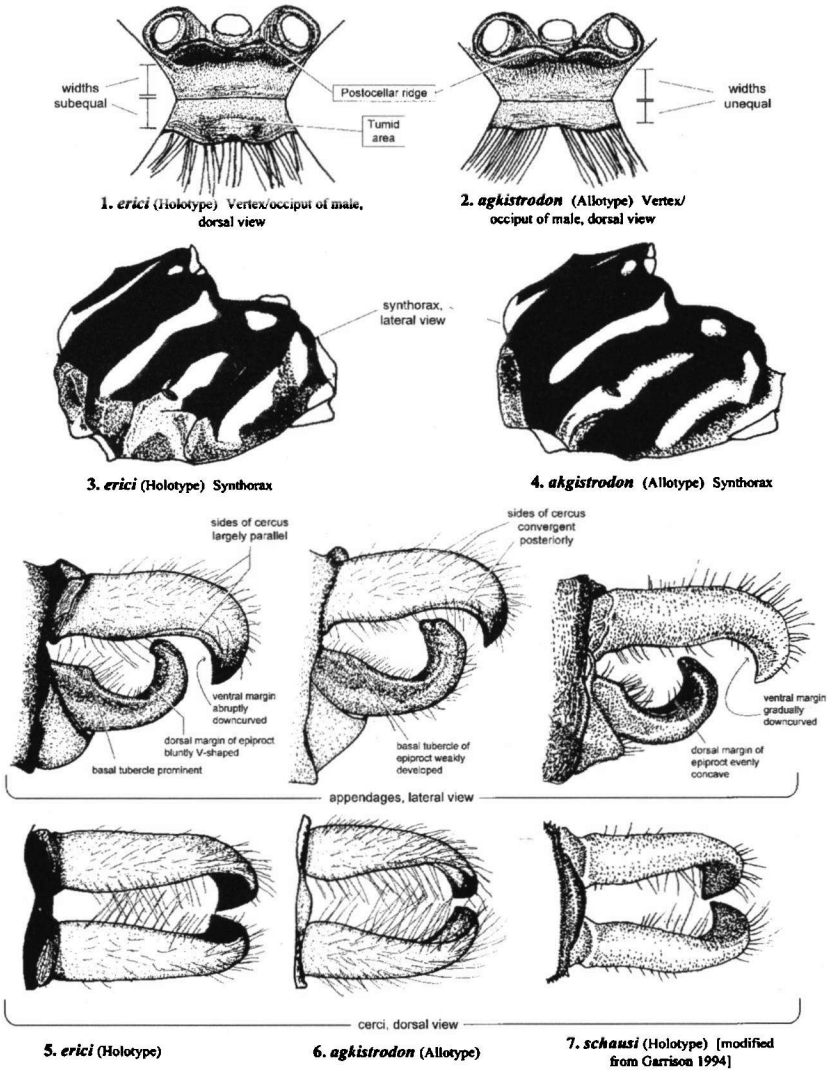 widths
subequal
Postocellar ridge
Tumid
area
widths
unequal
1. erici (Holotype) Vertex/occiput of male,
dorsal view
2. agkistrodon (Allotype) Vertex/
occiput of male, dorsal view
synthorax,
lateral view
3. erici (Holotype) Synthorax
4. akgistrodon (Allotype) Synthorax
sides of cercus
largely parallel
sides of cercus
convergent
posteriorly
ventral margin
abruptly
downcurved
dorsal margin of epiproct
bluntly V-shaped
basal tubercle prominent
basal tubercle of
epiproct weakly
developed
ventral margin
gradually
downcurved
dorsal margin of
epiproct evenly
concave
appendages, lateral view
cerci, dorsal view
5. erici (Holotype)
6. agkistrodon (Allotype)
7. schausi (Holotype) [modified
from Garrison 1994]